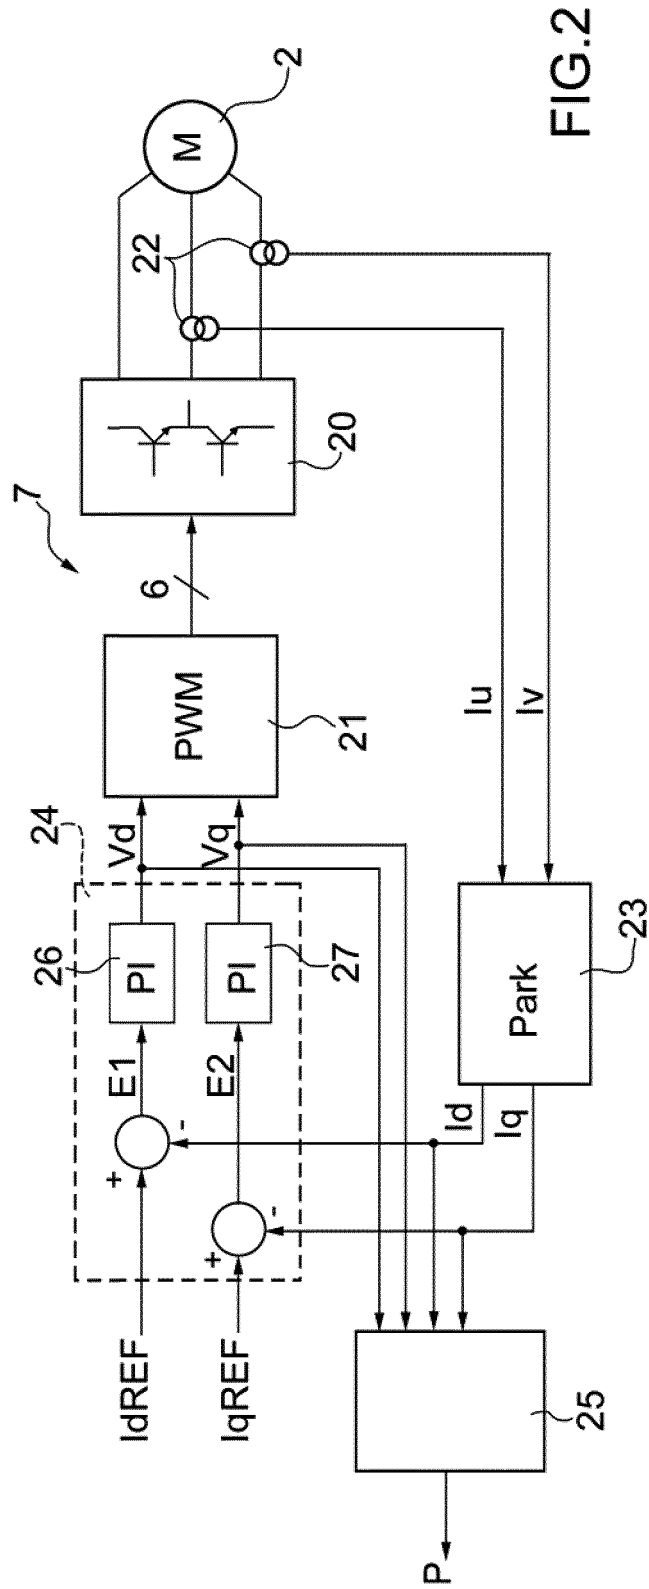 7
24
26
Vd
6
2
M
22
IdREF
+
-
E1
PI
PWM
21
20
IqREF
+
-
E2
PI
27
Vq
Id
Iq
Park
23
Iu
Iv
P
25
FIG.2